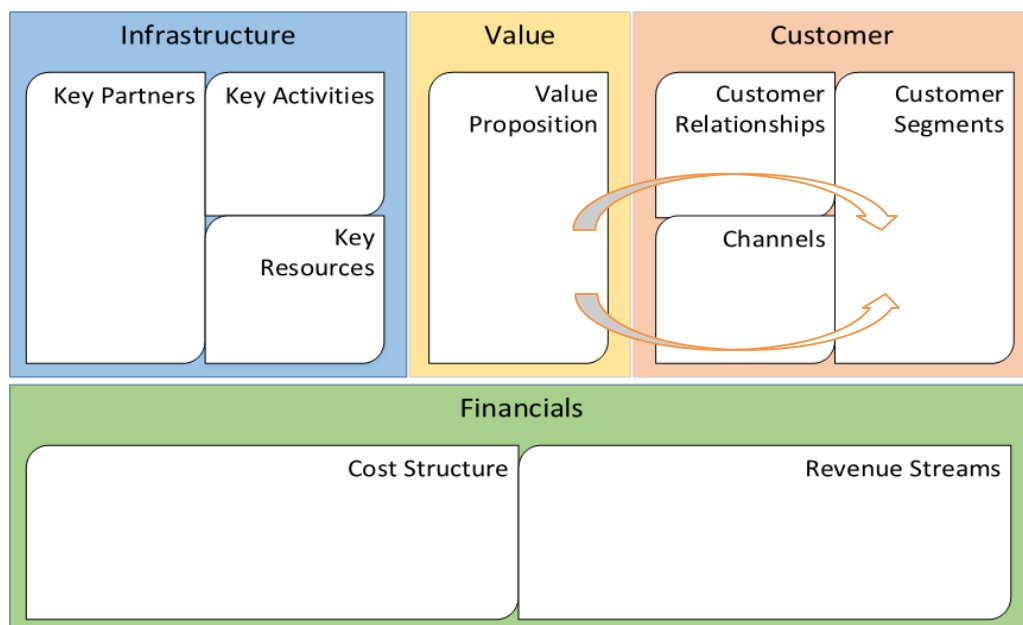 Infrastructure
Key Partners
Key Activities
Key
Resources
Value
Value
Proposition
Customer
Customer
Relationships
Channels
Customer
Segments
Financials
Cost Structure
Revenue Streams